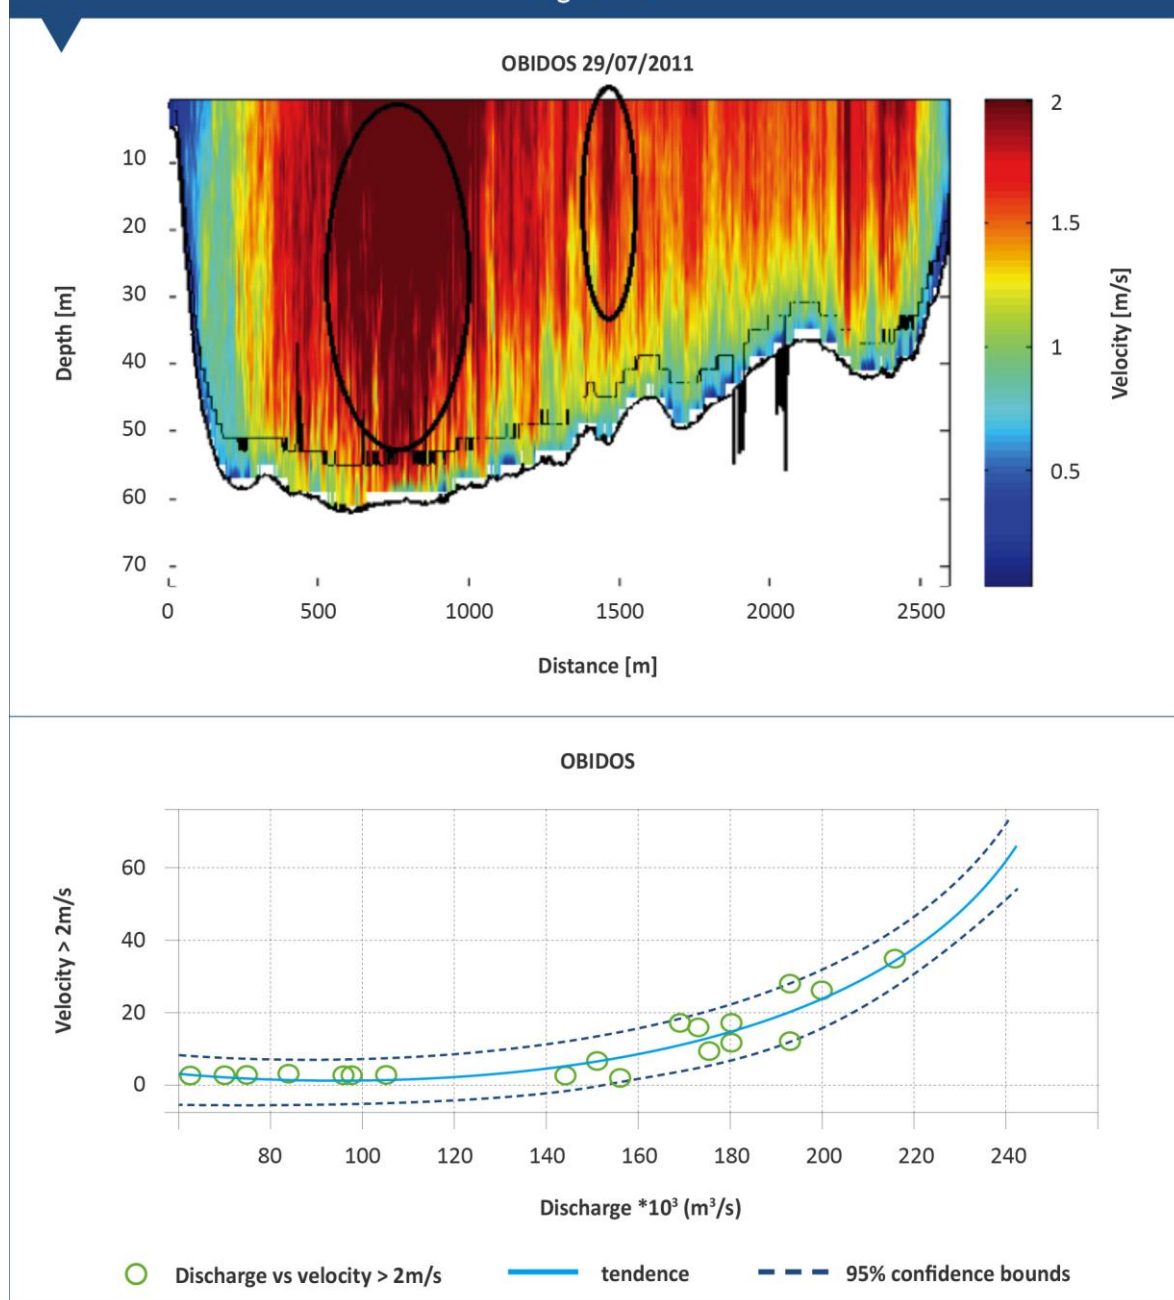 OBIDOS 29/07/2011
10
20
30
40
50
60
70
Depth [m]
0 500 1000 1500 2000 2500
Distance [m]
2
1.5
1
0.5
Velocity [m/s]
OBIDOS
60
40
20
0
Velocity > 2m/s
80 100 120 140 160 180 200 220 240
Discharge *10³ (m³/s)
Discharge vs velocity > 2m/s tendence 95% confidence bounds